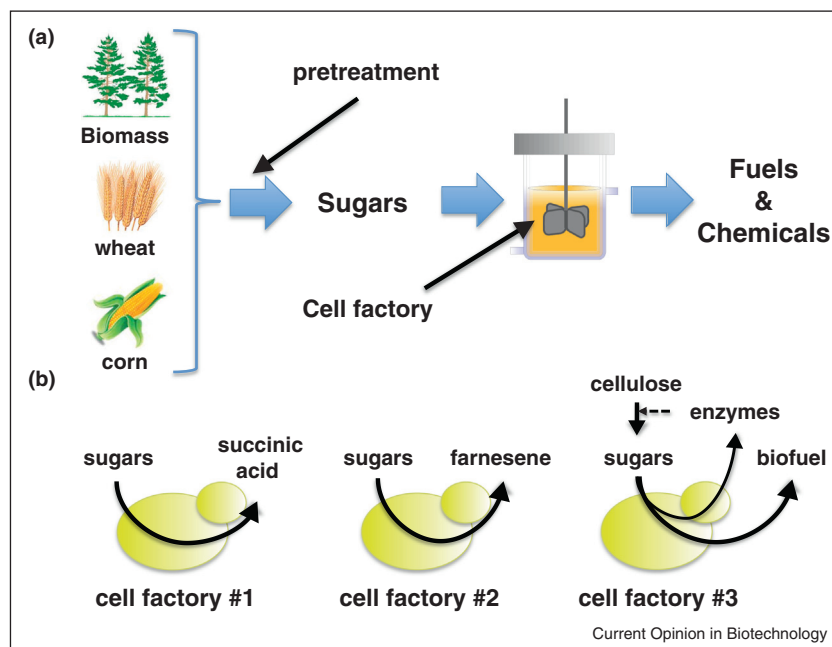 (a)
pretreatment
Biomass
wheat
corn
Sugars
Fuels
&
Chemicals
Cell factory
(b)
sugars
succinic
acid
cell factory #1
sugars
farnesene
cell factory #2
cellulose
enzymes
sugars
biofuel
cell factory #3
Current Opinion in Biotechnology